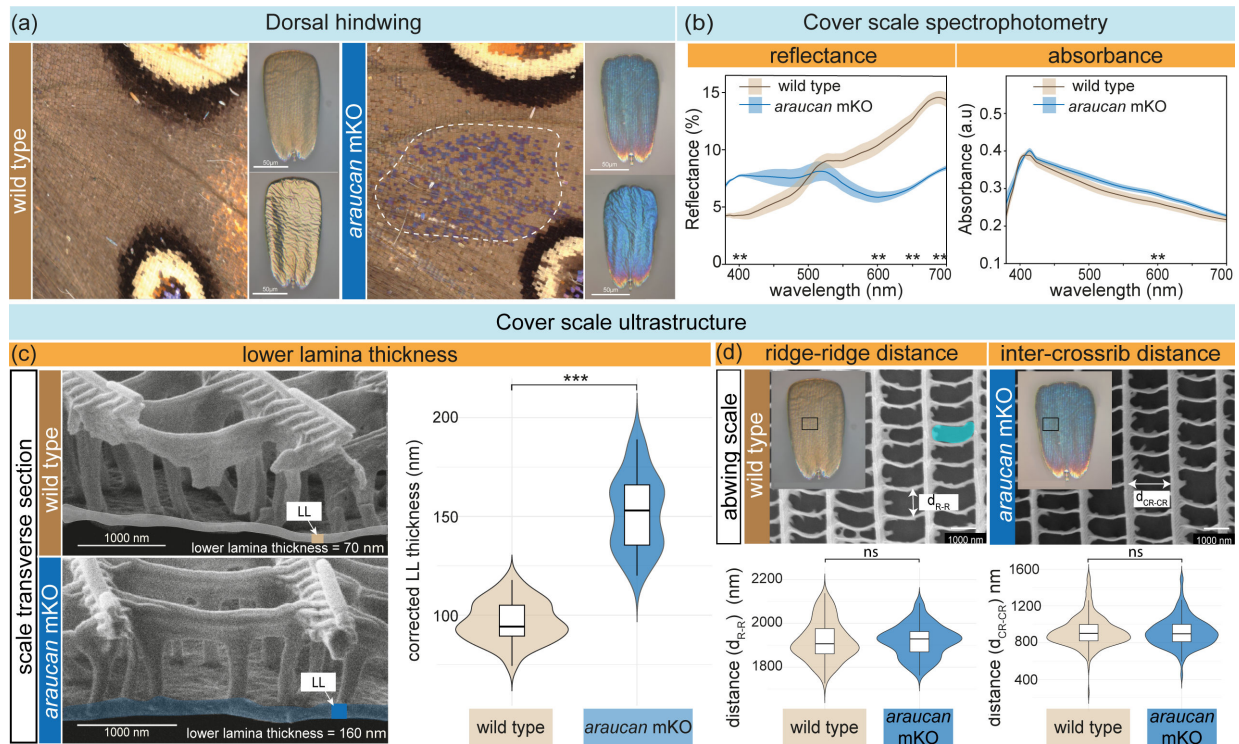 (a) Dorsal hindwing
wild type
50μm
50μm
araucan mKO
50μm
50μm
(b) Cover scale spectrophotometry
reflectance
wild type
araucan mKO
Reflectance (%)
15
10
5
0
400 500 600 700
** ** ** **
wavelength (nm)
absorbance
wild type
araucan mKO
Absorbance (a.u)
0.5
0.4
0.3
0.2
0.1
400 500 600 700
**
wavelength (nm)
Cover scale ultrastructure
(c) lower lamina thickness
scale transverse section
wild type
LL
1000 nm
lower lamina thickness = 70 nm
araucan mKO
LL
1000 nm
lower lamina thickness = 160 nm
corrected LL thickness (nm)
200
150
100
***
wild type
araucan mKO
(d) ridge-ridge distance
abwing scale
wild type
dR-R
1000 nm
inter-crossrib distance
araucan mKO
dCR-CR
1000 nm
distance (dR-R) (nm)
2200
2000
1800
ns
wild type
araucan
mKO
distance (dCR-CR) nm
1600
1200
800
400
ns
wild type
araucan
mKO